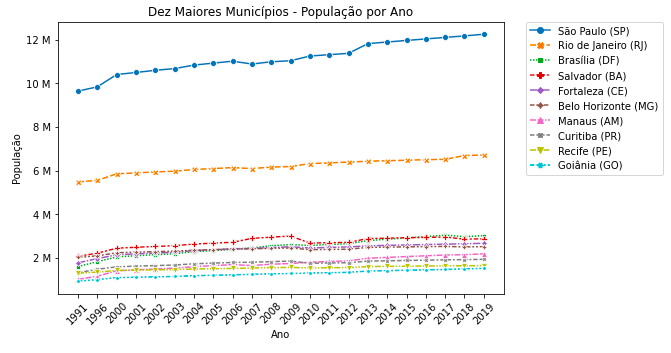 Dez Maiores Municípios - População por Ano
12 M
10 M
8 M
6 M
4 M
2 M
População
1991
1996
2000
2001
2002
2003
2004
2005
2006
2007
2008
2009
2010
2011
2012
2013
2014
2015
2016
2017
2018
2019
Ano
São Paulo (SP)
Rio de Janeiro (RJ)
Brasília (DF)
Salvador (BA)
Fortaleza (CE)
Belo Horizonte (MG)
Manaus (AM)
Curitiba (PR)
Recife (PE)
Goiânia (GO)